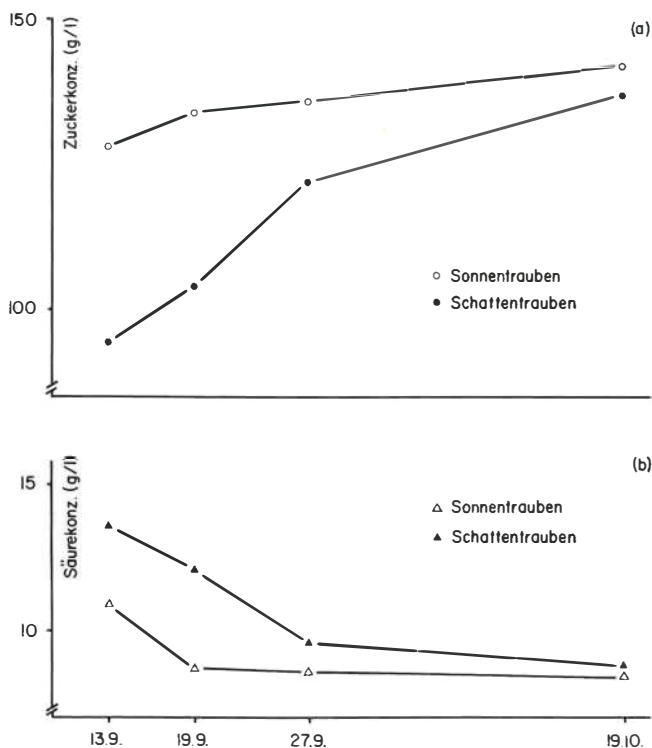 150
(a)
Zuckerkonz. (g/l)
○ Sonnentrauben
● Schattentrauben
100
(b)
15
Säurekonz. (g/l)
△ Sonnentrauben
▲ Schattentrauben
10
13.9. 19.9. 27.9. 19.10.